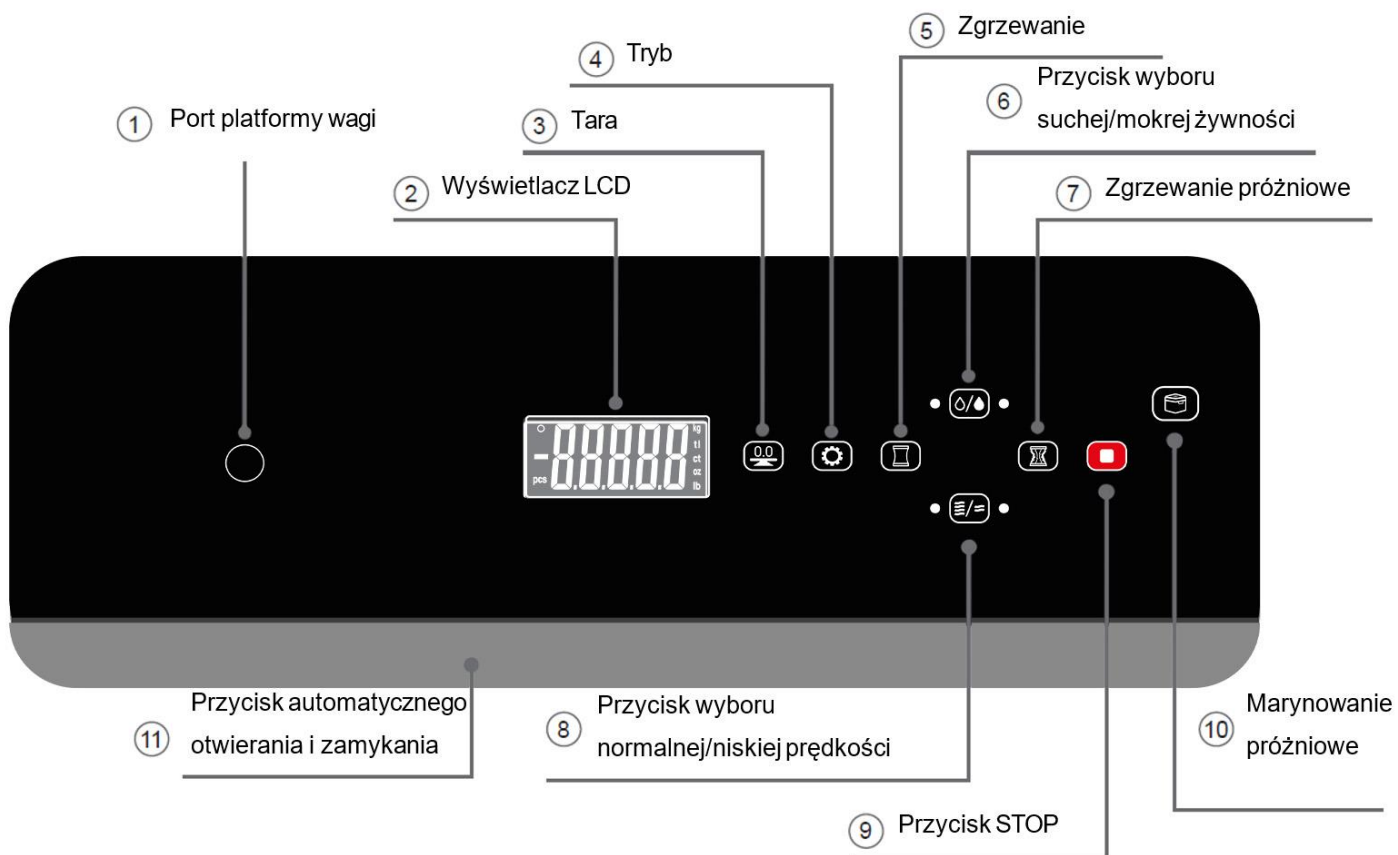 5 Zgrzewanie
4 Tryb
6 Przycisk wyboru
suchej/mokrej żywności
1 Port platformy wagi
3 Tara
2 Wyświetlacz LCD
7 Zgrzewanie próżniowe
kg
tl
ct
oz
lb
pcs
88888
0.0
11 Przycisk automatycznego
otwierania i zamykania
8 Przycisk wyboru
normalnej/niskiej prędkości
10 Marynowanie
próżniowe
9 Przycisk STOP